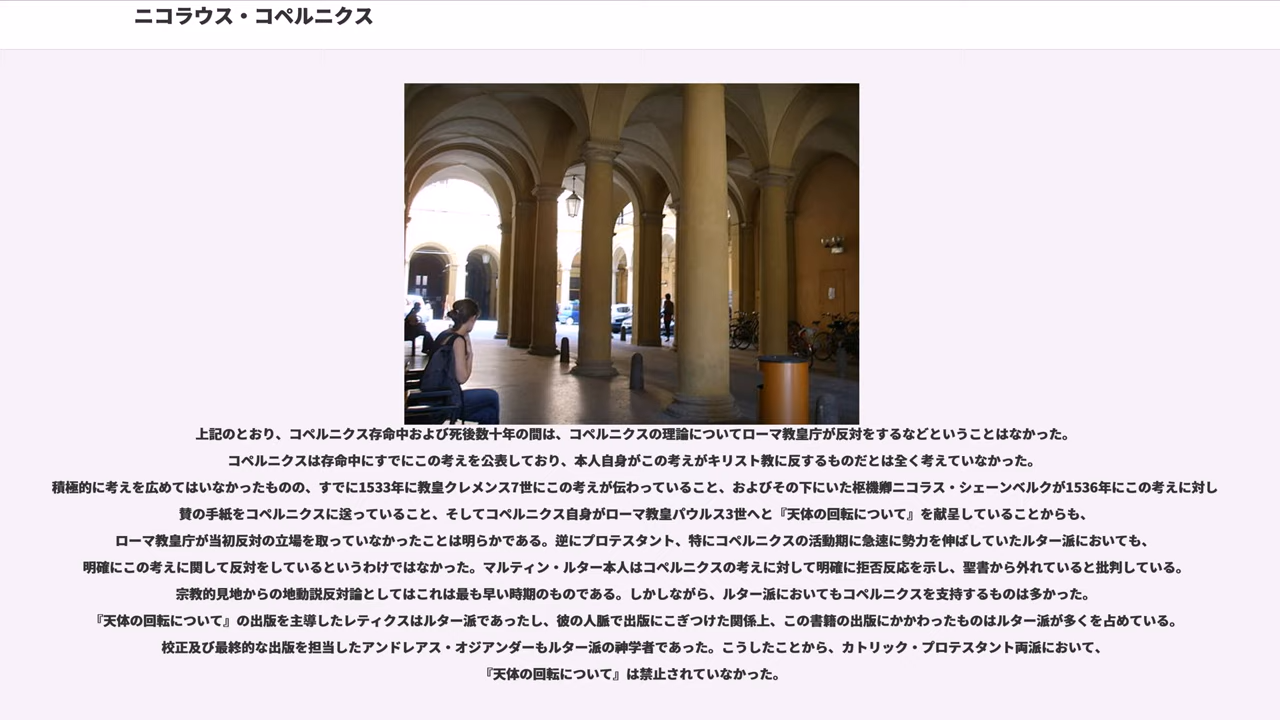 ニコラウス・コペルニクス
上記のとおり、コペルニクス存命中および死後数十年の間は、コペルニクスの理論についてローマ教皇庁が反対をするなどということはなかった。
コペルニクスは存命中にすでにこの考えを公表しており、本人自身がこの考えがキリスト教に反するものだとは全く考えていなかった。
積極的に考えを広めてはいなかったものの、すでに1533年に教皇クレメンス7世にこの考えが伝わっていること、およびその下にいた枢機卿ニコラス・シェーンベルクが1536年にこの考えに対し
賛の手紙をコペルニクスに送っていること、そしてコペルニクス自身がローマ教皇パウルス3世へと『天体の回転について』を献呈していることからも、
ローマ教皇庁が当初反対の立場を取っていなかったことは明らかである。逆にプロテスタント、特にコペルニクスの活動期に急速に勢力を伸ばしていたルター派においても、
明確にこの考えに関して反対をしているというわけではなかった。マルティン・ルター本人はコペルニクスの考えに対して明確に拒否反応を示し、聖書から外れていると批判している。
宗教的見地からの地動説反対論としてはこれは最も早い時期のものである。しかしながら、ルター派においてもコペルニクスを支持するものは多かった。
『天体の回転について』の出版を主導したレティクスはルター派であったし、彼の人脈で出版にこぎつけた関係上、この書籍の出版にかかわったものはルター派が多くを占めている。
校正及び最終的な出版を担当したアンドレアス・オジアンダーもルター派の神学者であった。こうしたことから、カトリック・プロテスタント両派において、
『天体の回転について』は禁止されていなかった。